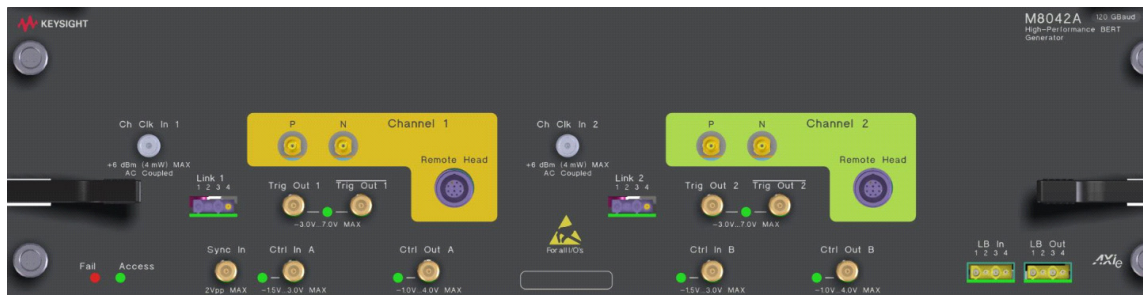 KEYSIGHT
M8042A 120 GBaud
High-Performance BERT
Generator
Ch Clk In 1
+6 dBm (4 mW) MAX
AC Coupled
P N Channel 1
Remote Head
Link 1
1 2 3 4
Trig Out 1 Trig Out 1
-3.0V...7.0V MAX
Ch Clk In 2
+6 dBm (4 mW) MAX
AC Coupled
P N Channel 2
Remote Head
Link 2
1 2 3 4
Trig Out 2 Trig Out 2
-3.0V...7.0V MAX
For all I/O's
Fail Access
Sync In
2Vpp MAX
Ctrl In A
-1.5V...3.0V MAX
Ctrl Out A
-1.0V...4.0V MAX
Ctrl In B
-1.5V...3.0V MAX
Ctrl Out B
-1.0V...4.0V MAX
LB In
1 2 3 4
LB Out
1 2 3 4
AXIe